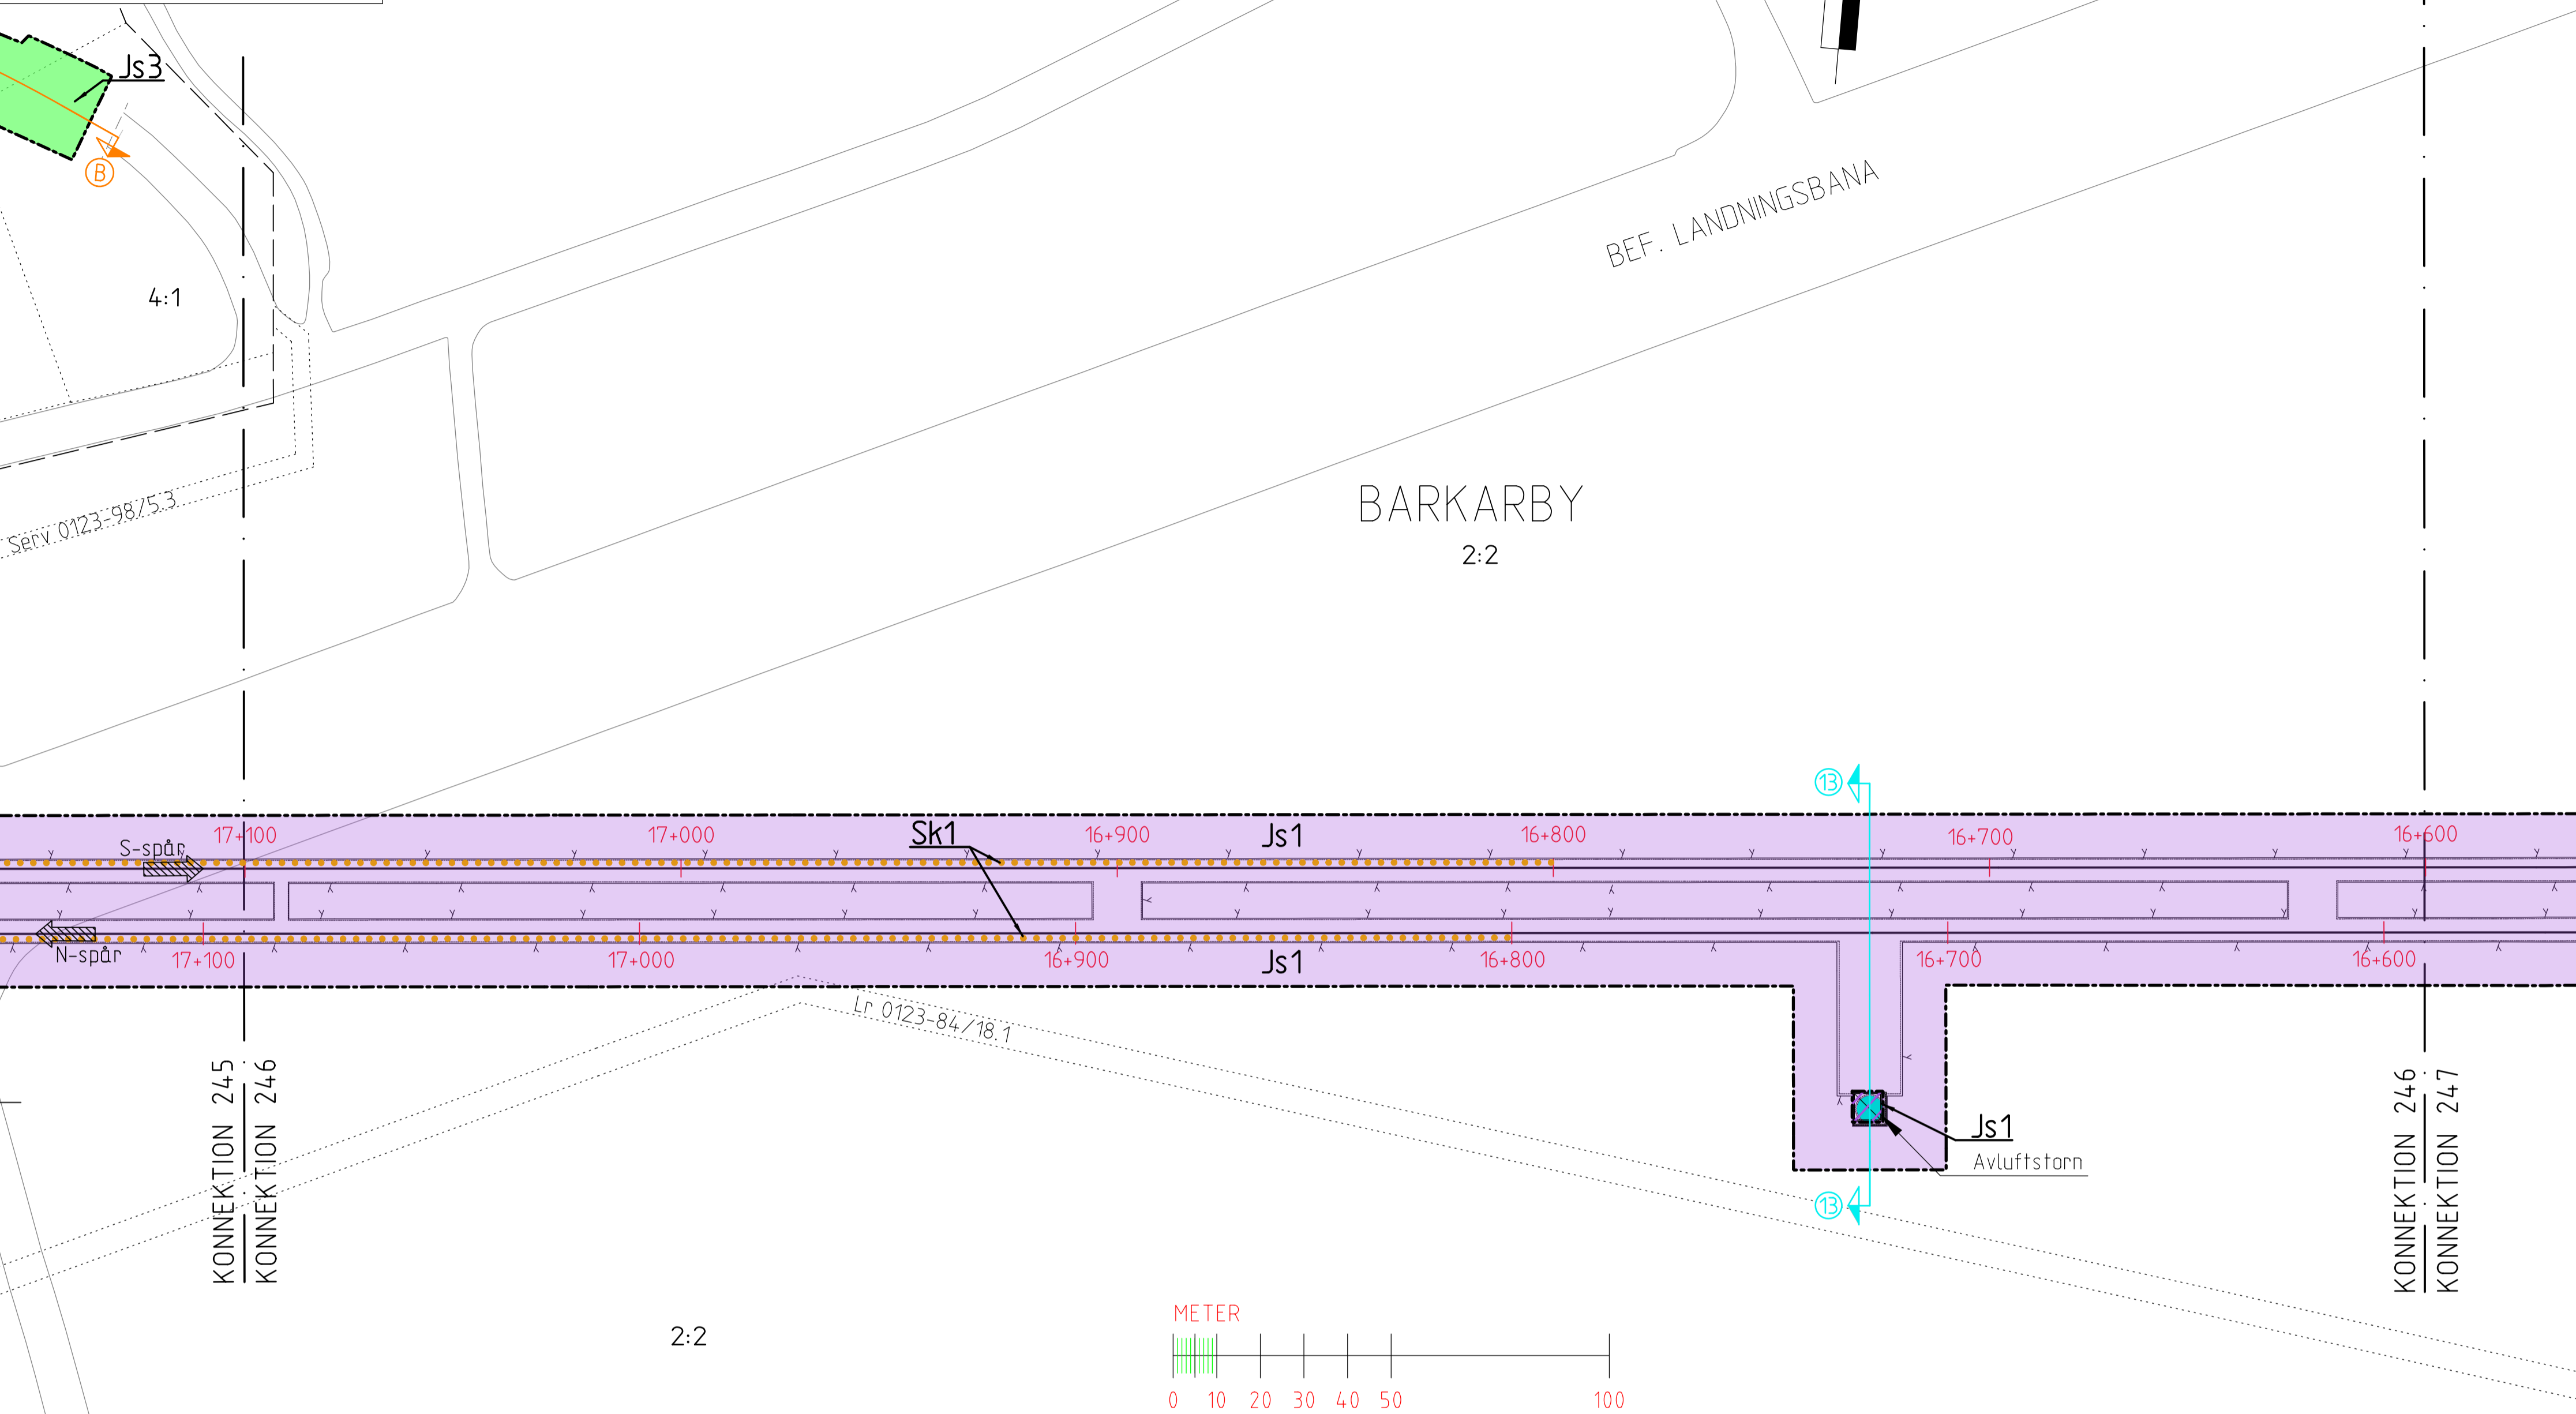 Js3
B
4:1
BEF. LANDNINGSBANA
Serv 0123-98/5.3
BARKARBY
2:2
13
17+100
17+000
Sk1
16+900
Js1
16+800
16+700
16+600
S-spår
N-spår
17+100
17+000
16+900
Js1
16+800
16+700
16+600
Lr 0123-84/18.1
KONNEKTION 245
KONNEKTION 246
KONNEKTION 246
KONNEKTION 247
Js1
Avluftstorn
13
2:2
METER
0 10 20 30 40 50 100